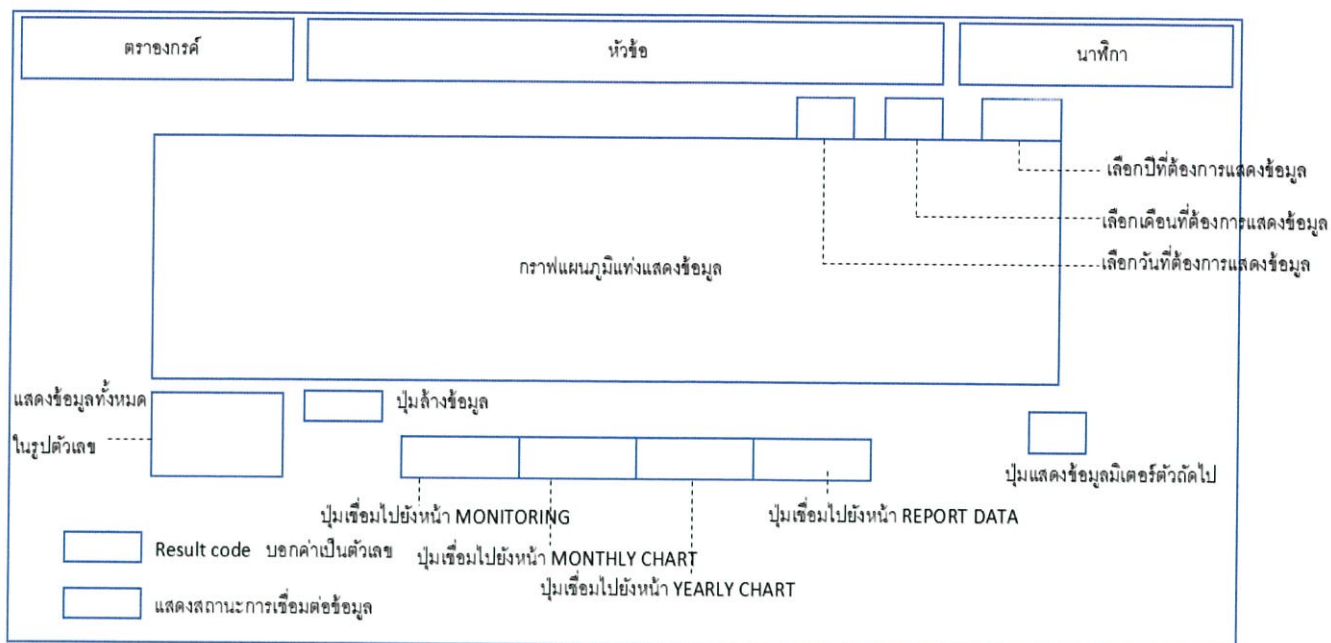 ตราองกรค์
หัวข้อ
นาฬิกา
เลือกปีที่ต้องการแสดงข้อมูล
เลือกเดือนที่ต้องการแสดงข้อมูล
เลือกวันที่ต้องการแสดงข้อมูล
กราฟแผนภูมิแท่งแสดงข้อมูล
แสดงข้อมูลทั้งหมด
ในรูปตัวเลข
ปุ่มล้างข้อมูล
ปุ่มแสดงข้อมูลมิเตอร์ตัวถัดไป
ปุ่มเชื่อมไปยังหน้า MONITORING
ปุ่มเชื่อมไปยังหน้า REPORT DATA
Result code บอกค่าเป็นตัวเลข
ปุ่มเชื่อมไปยังหน้า MONTHLY CHART
ปุ่มเชื่อมไปยังหน้า YEARLY CHART
แสดงสถานะการเชื่อมต่อข้อมูล